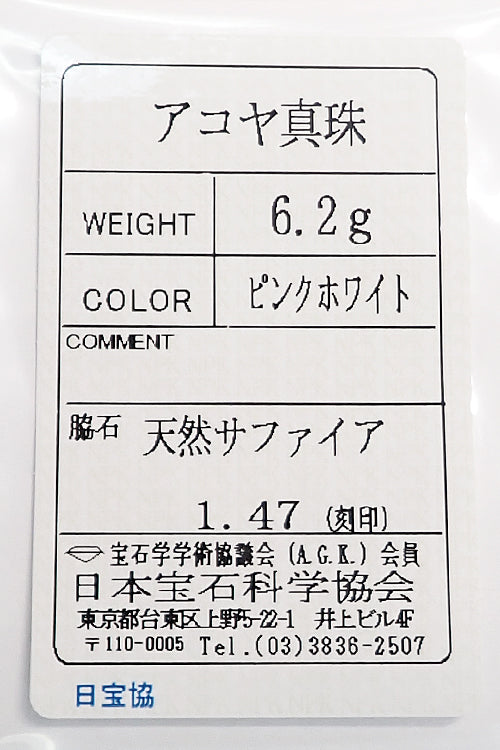 アコヤ真珠
WEIGHT 6.2g
COLOR ピンクホワイト
COMMENT
脇石 天然サファイア
1.47 (刻印)
宝石学学術協議会 (A.G.K.) 会員
日本宝石科学協会
東京都台東区上野5-22-1 井上ビル4F
〒110-0005 Tel.(03)3836-2507
日宝協